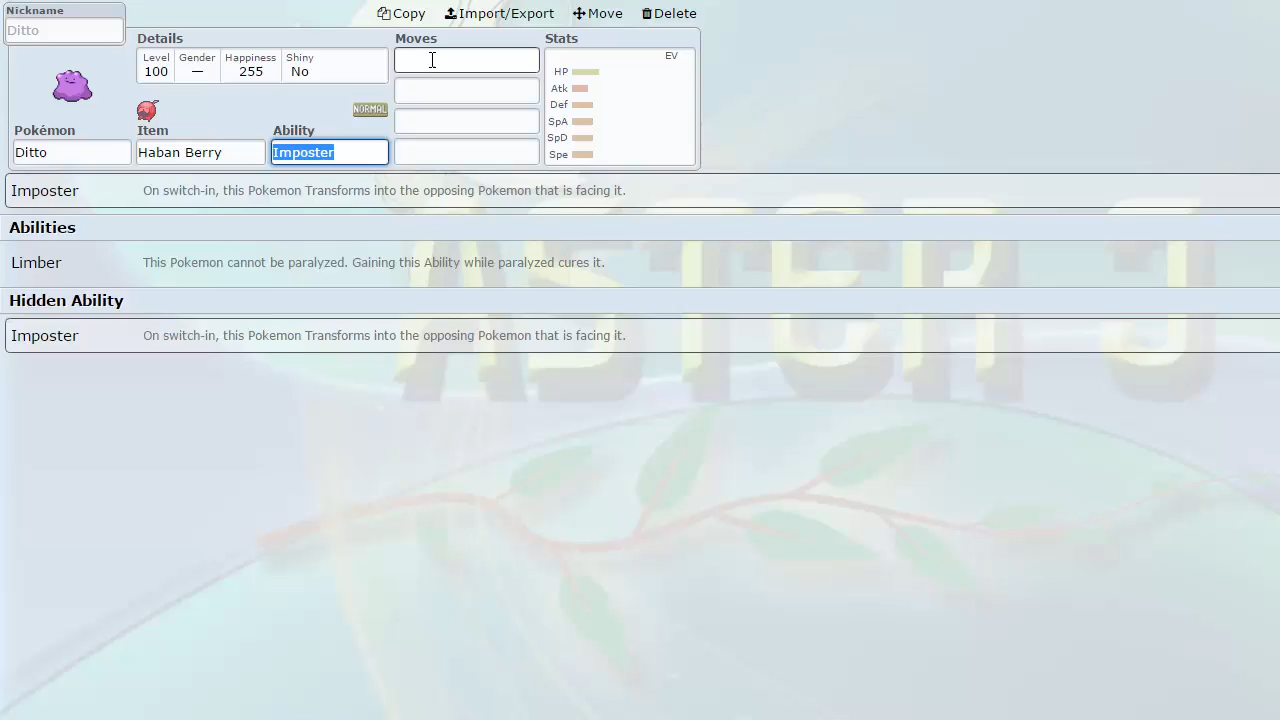 Nickname
Ditto
Copy Import/Export Move Delete
Details
Level Gender Happiness Shiny
100 — 255 No
NORMAL
Pokémon Item Ability
Ditto Haban Berry Imposter
Moves
Stats
EV
HP
Atk
Def
SpA
SpD
Spe
Imposter On switch-in, this Pokemon Transforms into the opposing Pokemon that is facing it.
Abilities
Limber This Pokemon cannot be paralyzed. Gaining this Ability while paralyzed cures it.
Hidden Ability
Imposter On switch-in, this Pokemon Transforms into the opposing Pokemon that is facing it.
ASTER J